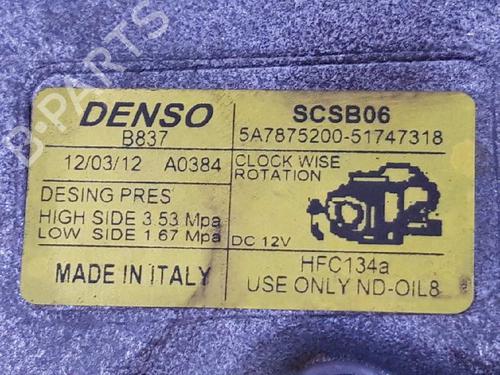 B-PARTS
DENSO
B837
12/03/12 A0384
DESING PRES
HIGH SIDE 3.53 Mpa
LOW SIDE 1.67 Mpa
MADE IN ITALY
SCSB06
5A7875200-51747318
CLOCK WISE
ROTATION
DC 12V
HFC134a
USE ONLY ND-OIL8